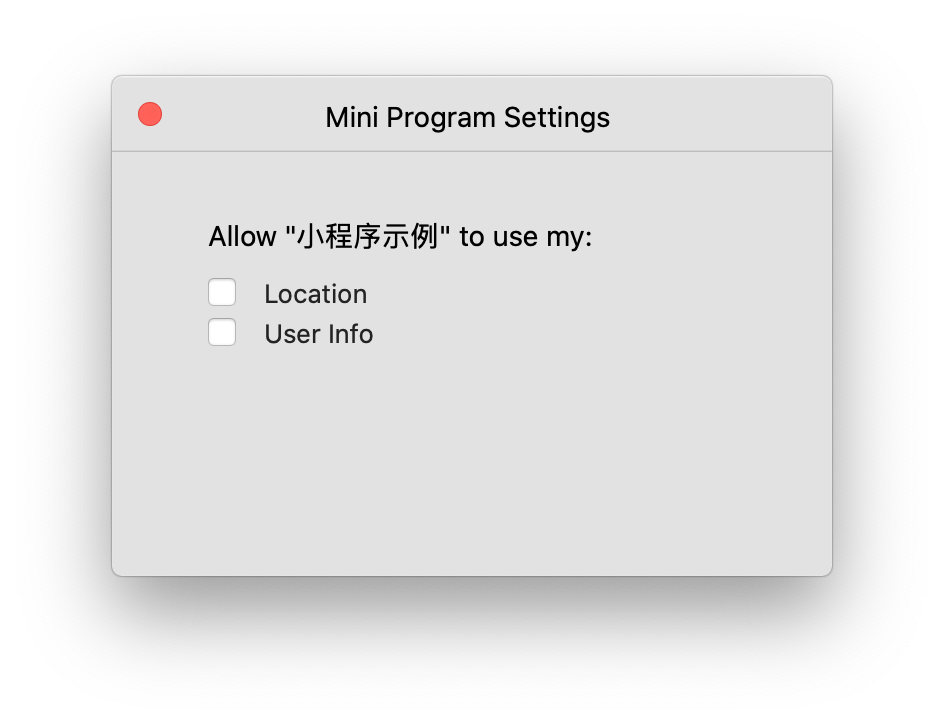 Mini Program Settings
Allow "小程序示例" to use my:
Location
User Info